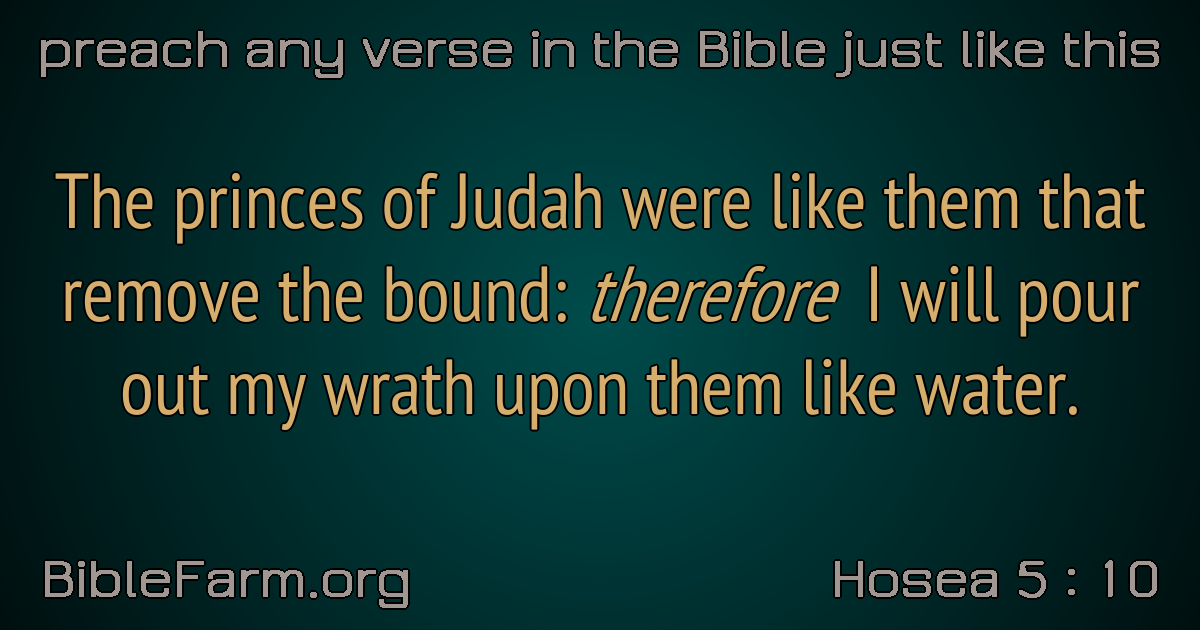 preach any verse in the Bible just like this
The princes of Judah were like them that
remove the bound: therefore I will pour
out my wrath upon them like water.
BibleFarm.org
Hosea 5 : 10